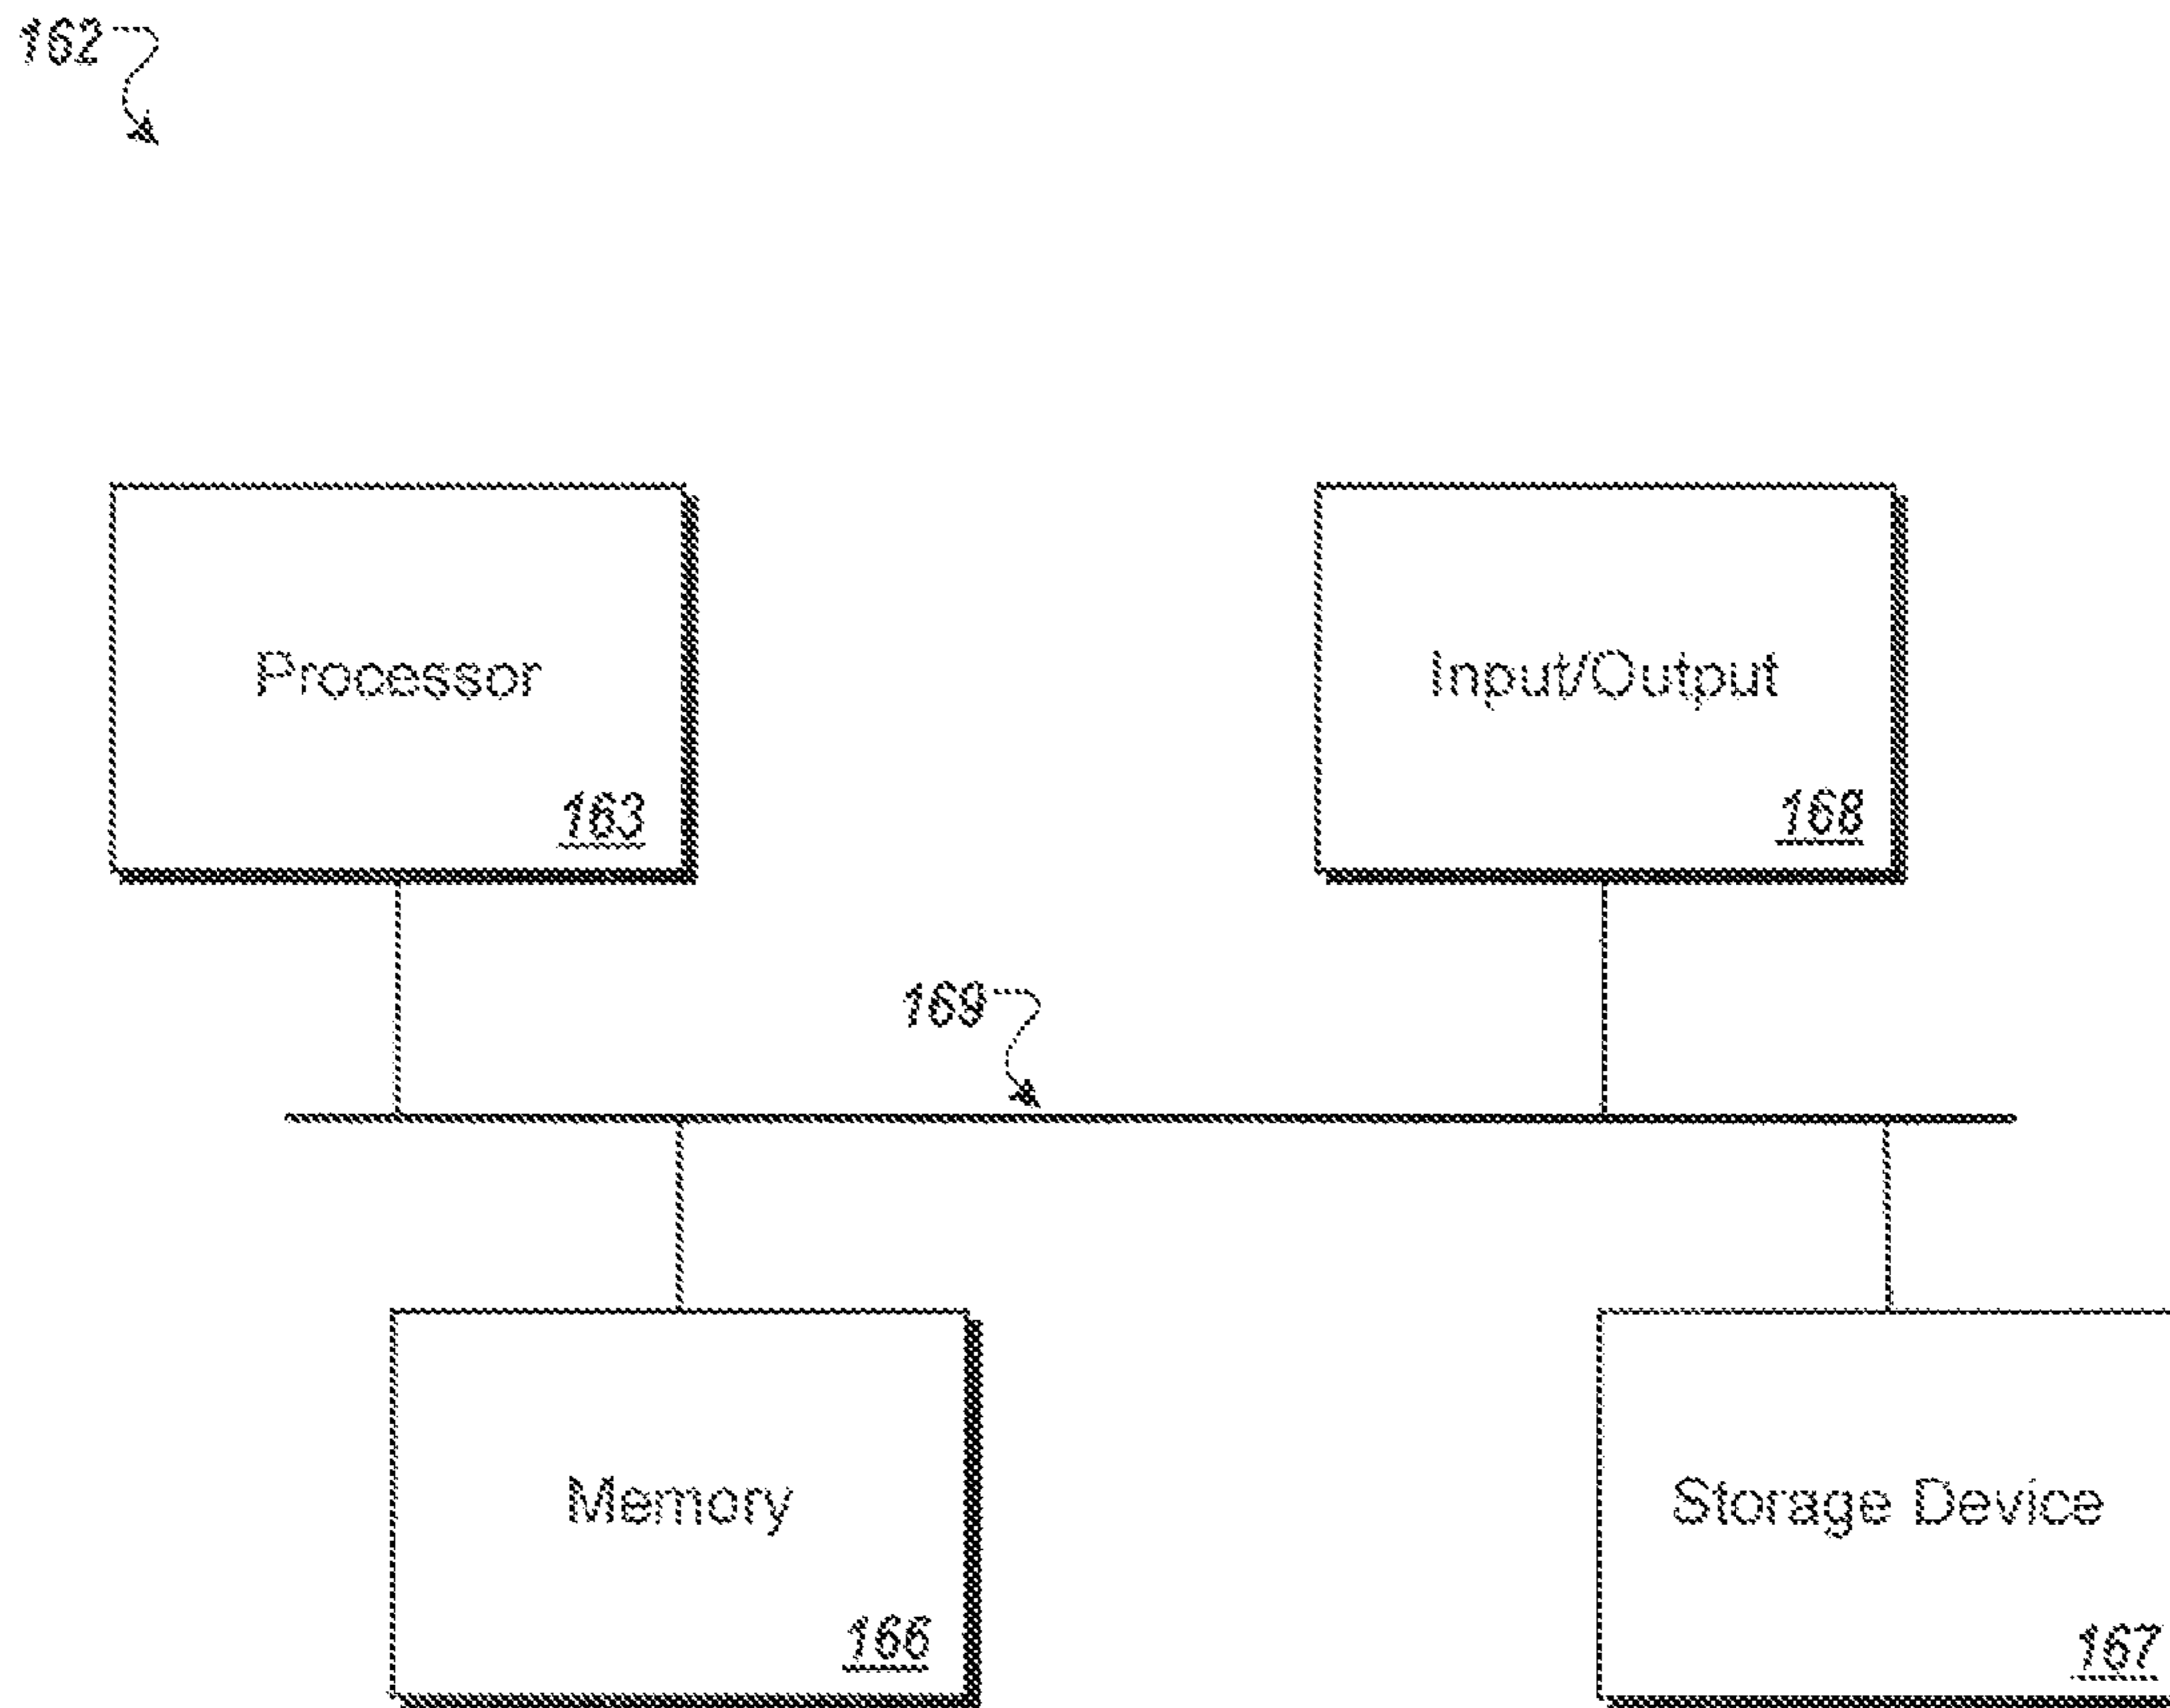 162
Processor
163
Input/Output
168
169
Memory
166
Storage Device
167